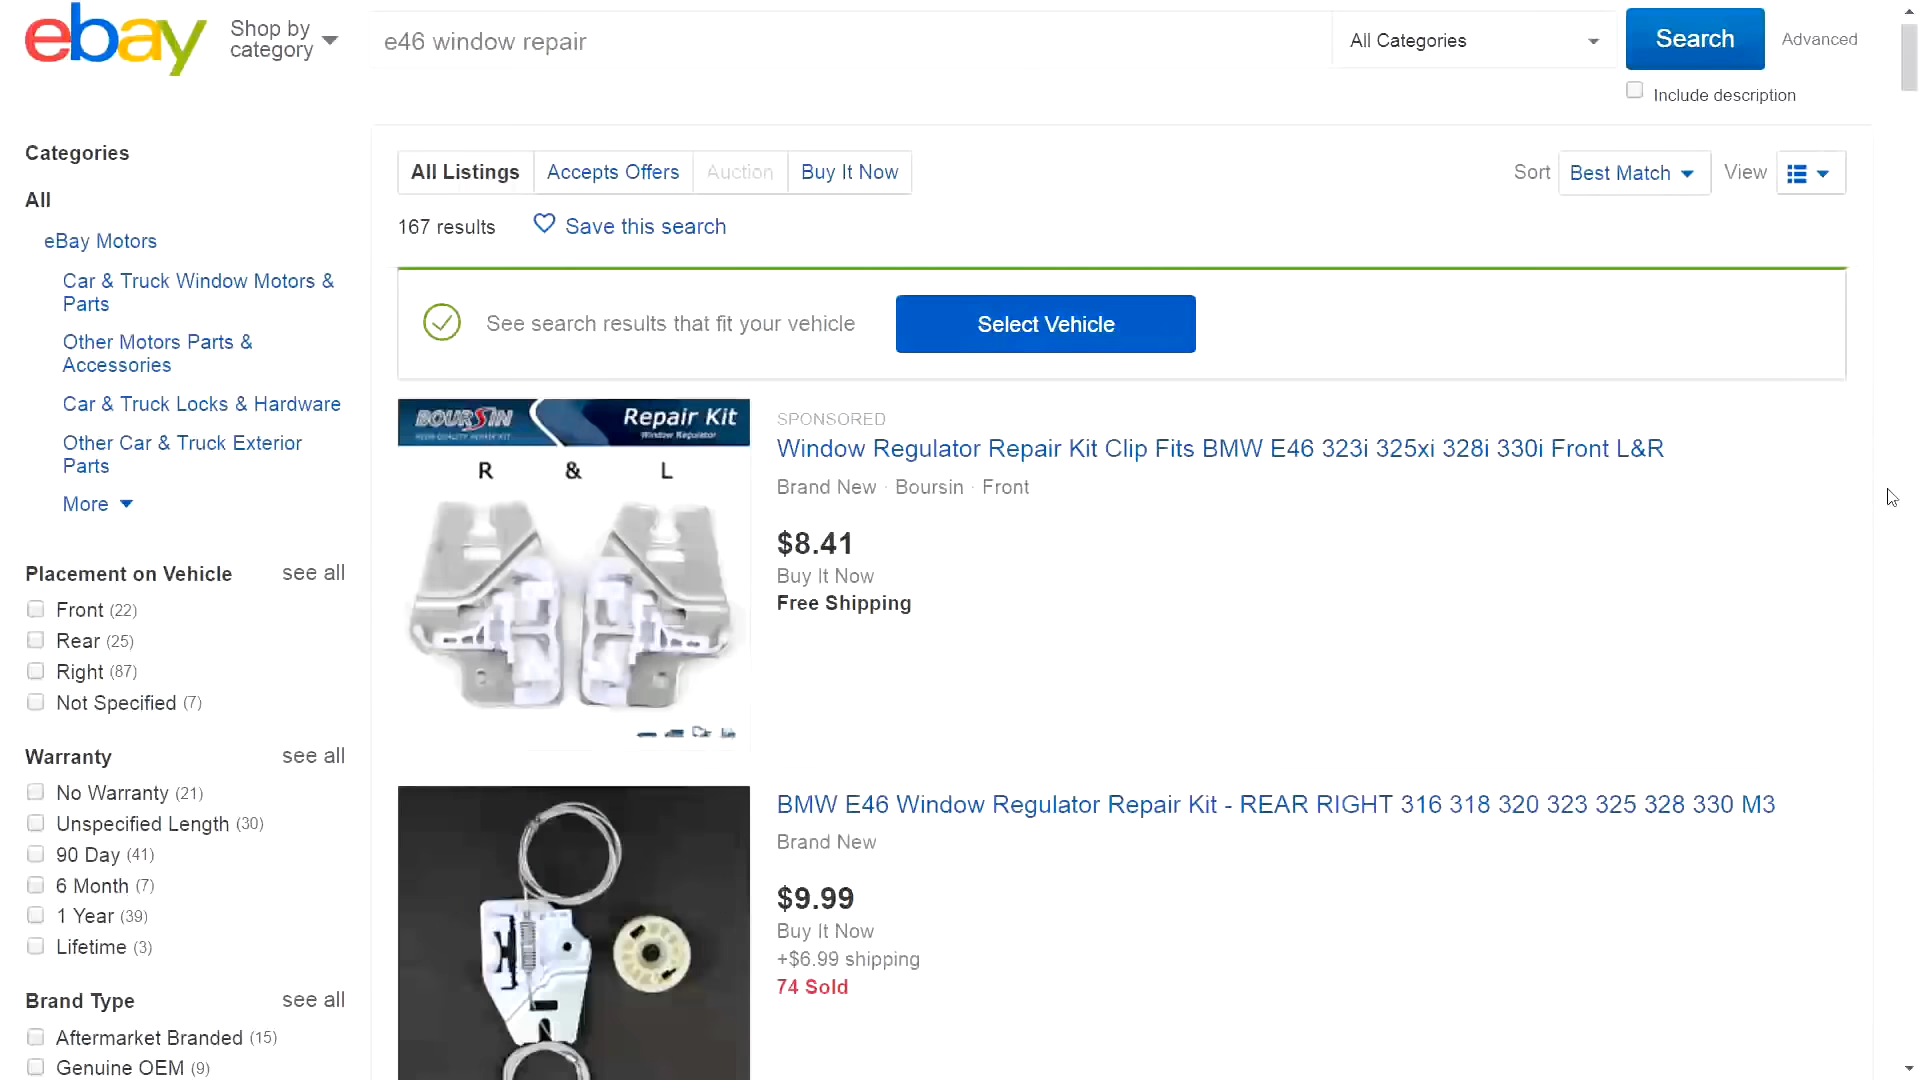 ebay
Shop by
category
e46 window repair
All Categories
Search
Advanced
Include description
Categories
All
eBay Motors
Car & Truck Window Motors &
Parts
Other Motors Parts &
Accessories
Car & Truck Locks & Hardware
Other Car & Truck Exterior
Parts
More
Placement on Vehicle see all
Front (22)
Rear (25)
Right (87)
Not Specified (7)
Warranty see all
No Warranty (21)
Unspecified Length (30)
90 Day (41)
6 Month (7)
1 Year (39)
Lifetime (3)
Brand Type see all
Aftermarket Branded (15)
Genuine OEM (9)
All Listings Accepts Offers Auction Buy It Now
Sort Best Match View
167 results Save this search
See search results that fit your vehicle Select Vehicle
BOURSIN Repair Kit
Window Regulator
R & L
SPONSORED
Window Regulator Repair Kit Clip Fits BMW E46 323i 325xi 328i 330i Front L&R
Brand New · Boursin · Front
$8.41
Buy It Now
Free Shipping
BMW E46 Window Regulator Repair Kit - REAR RIGHT 316 318 320 323 325 328 330 M3
Brand New
$9.99
Buy It Now
+$6.99 shipping
74 Sold